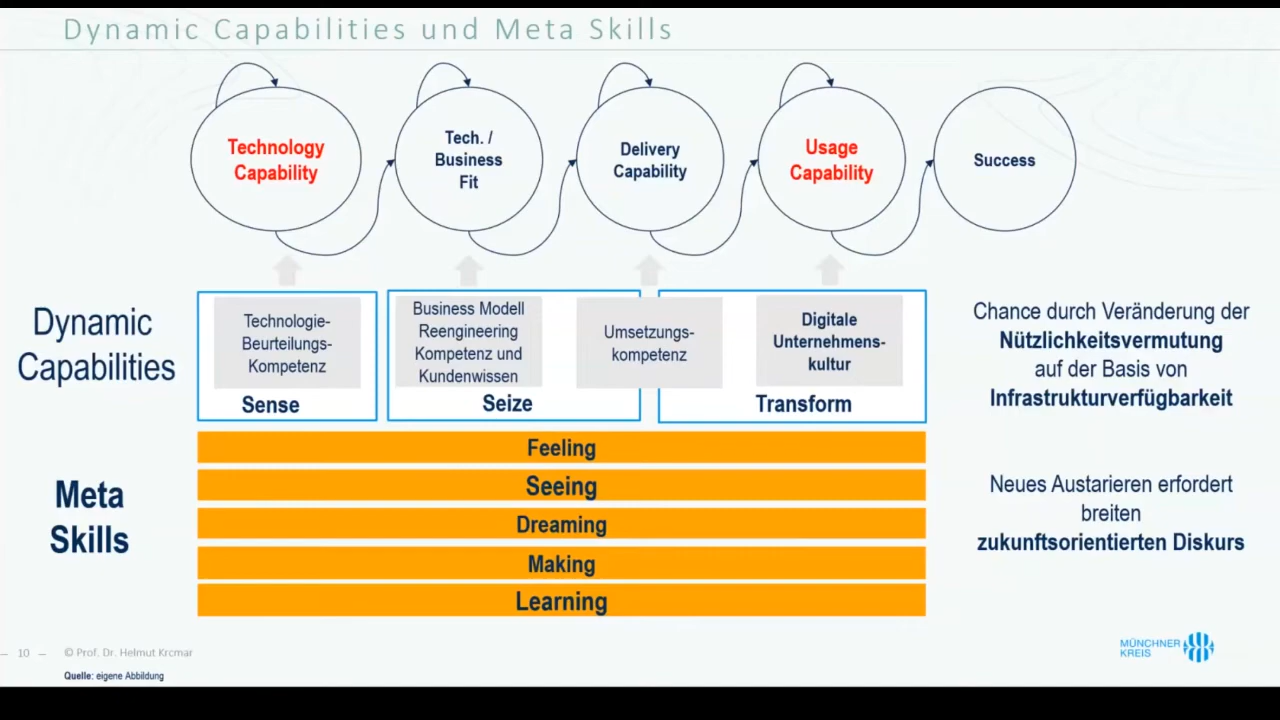 Dynamic Capabilities und Meta Skills
Technology
Capability
Tech. /
Business
Fit
Delivery
Capability
Usage
Capability
Success
Dynamic
Capabilities
Technologie-
Beurteilungs-
Kompetenz
Sense
Business Modell
Reengineering
Kompetenz und
Kundenwissen
Seize
Umsetzungs-
kompetenz
Digitale
Unternehmens-
kultur
Transform
Chance durch Veränderung der
Nützlichkeitsvermutung
auf der Basis von
Infrastrukturverfügbarkeit
Meta
Skills
Feeling
Seeing
Dreaming
Making
Learning
Neues Austarieren erfordert
breiten
zukunftsorientierten Diskurs
— 10 — © Prof. Dr. Helmut Krcmar
Quelle: eigene Abbildung
MÜNCHNER
KREIS